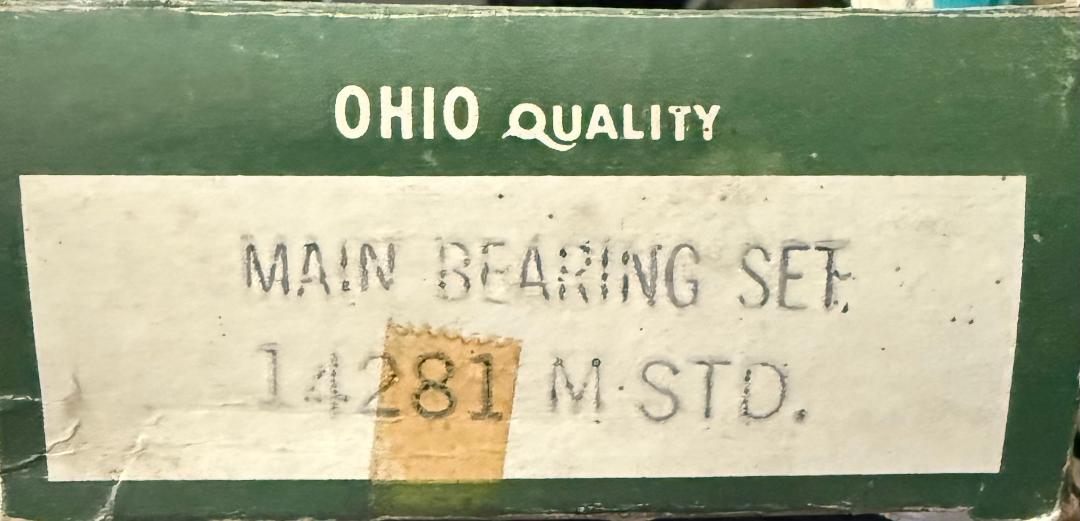 OHIO QUALITY
MAIN BEARING SET.
14281 M STD.